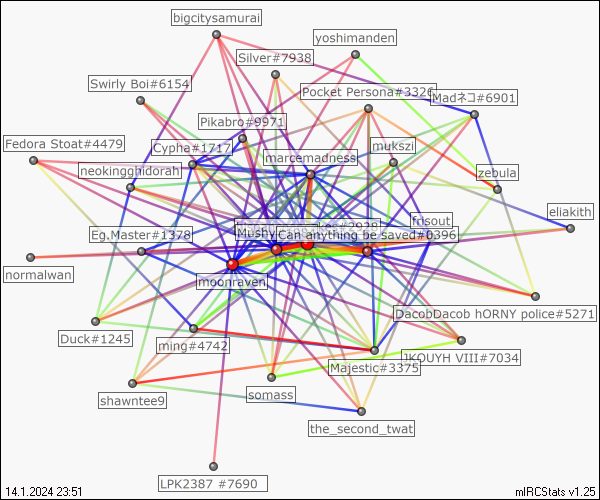 bigcitysamurai
yoshimanden
Silver#7938
Swirly Boi#6154
Pocket Persona#3326
Madネコ#6901
Pikabro#9971
Fedora Stoat#4479
Cypha#1717
mukszi
marcemadness
neokingghidorah
zebula
eliakith
frisout
Mushy
Can anything be saved#0396
Eg.Master#1378
normalwan
moonraven
DacobDacob hORNY police#5271
Duck#1245
ming#4742
JKOUYH VIII#7034
Majestic#3375
shawntee9
somass
the_second_twat
LPK2387 #7690
14.1.2024 23:51
mIRCStats v1.25